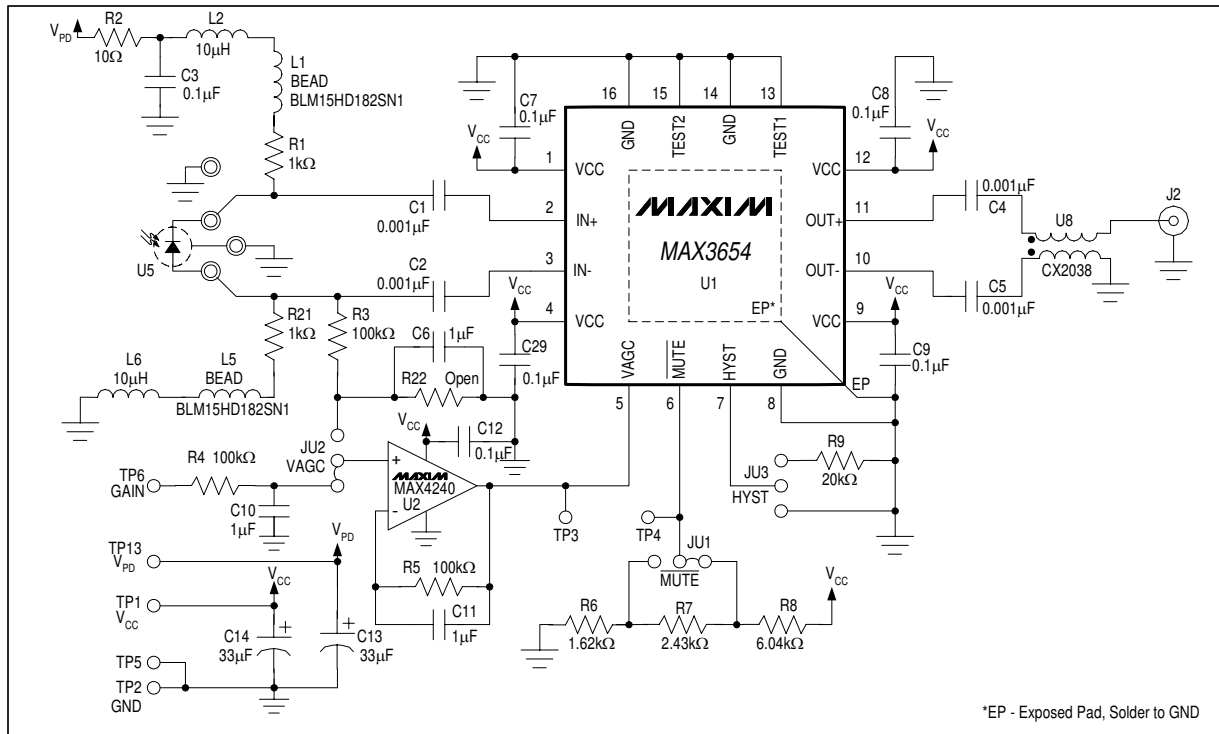 V_PD
R2
10Ω
L2
10μH
C3
0.1μF
L1
BEAD
BLM15HD182SN1
R1
1kΩ
U5
C1
0.001μF
C2
0.001μF
C7
0.1μF
V_CC
16
15
14
13
GND
TEST2
GND
TEST1
C8
0.1μF
V_CC
1
VCC
2
IN+
3
IN-
4
VCC
MAXIM
MAX3654
U1
EP*
VCC
12
OUT+
11
OUT-
10
VCC
9
0.001μF
C4
U8
J2
CX2038
C5
0.001μF
V_CC
C9
0.1μF
EP
VAGC
MUTE
HYST
GND
5
6
7
8
V_CC
C29
0.1μF
R21
1kΩ
R3
100kΩ
C6
1μF
R22
Open
L6
10μH
L5
BEAD
BLM15HD182SN1
V_CC
C12
0.1μF
JU2
VAGC
+
-
MAXIM
MAX4240
U2
R4 100kΩ
TP6
GAIN
C10
1μF
R5 100kΩ
C11
1μF
TP3
TP4
JU1
MUTE
R9
20kΩ
JU3
HYST
R6
1.62kΩ
R7
2.43kΩ
R8
6.04kΩ
V_CC
TP13
V_PD
V_PD
TP1
V_CC
V_CC
C14
33μF
+
C13
33μF
+
TP5
TP2
GND
*EP - Exposed Pad, Solder to GND